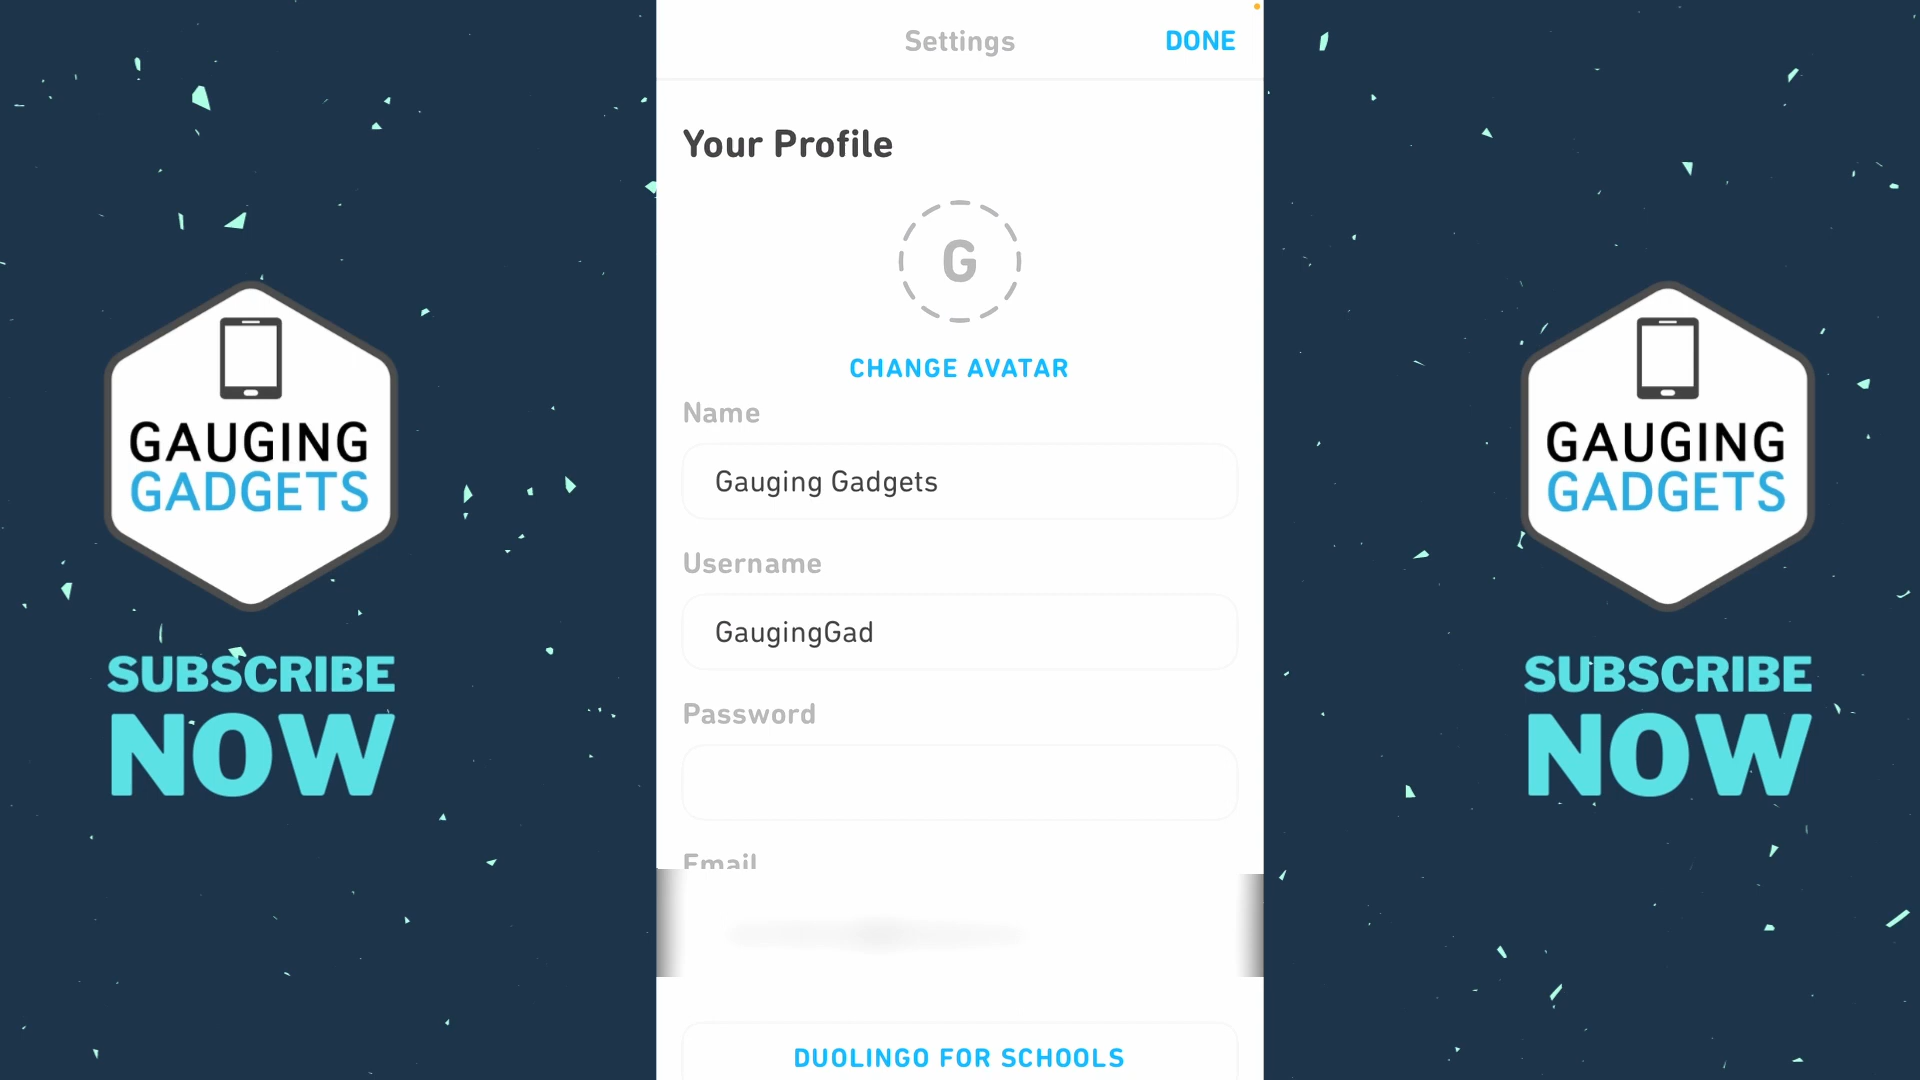 Settings
DONE
Your Profile
G
CHANGE AVATAR
Name
Gauging Gadgets
Username
GaugingGad
Password
Email
DUOLINGO FOR SCHOOLS
GAUGING
GADGETS
SUBSCRIBE
NOW
GAUGING
GADGETS
SUBSCRIBE
NOW